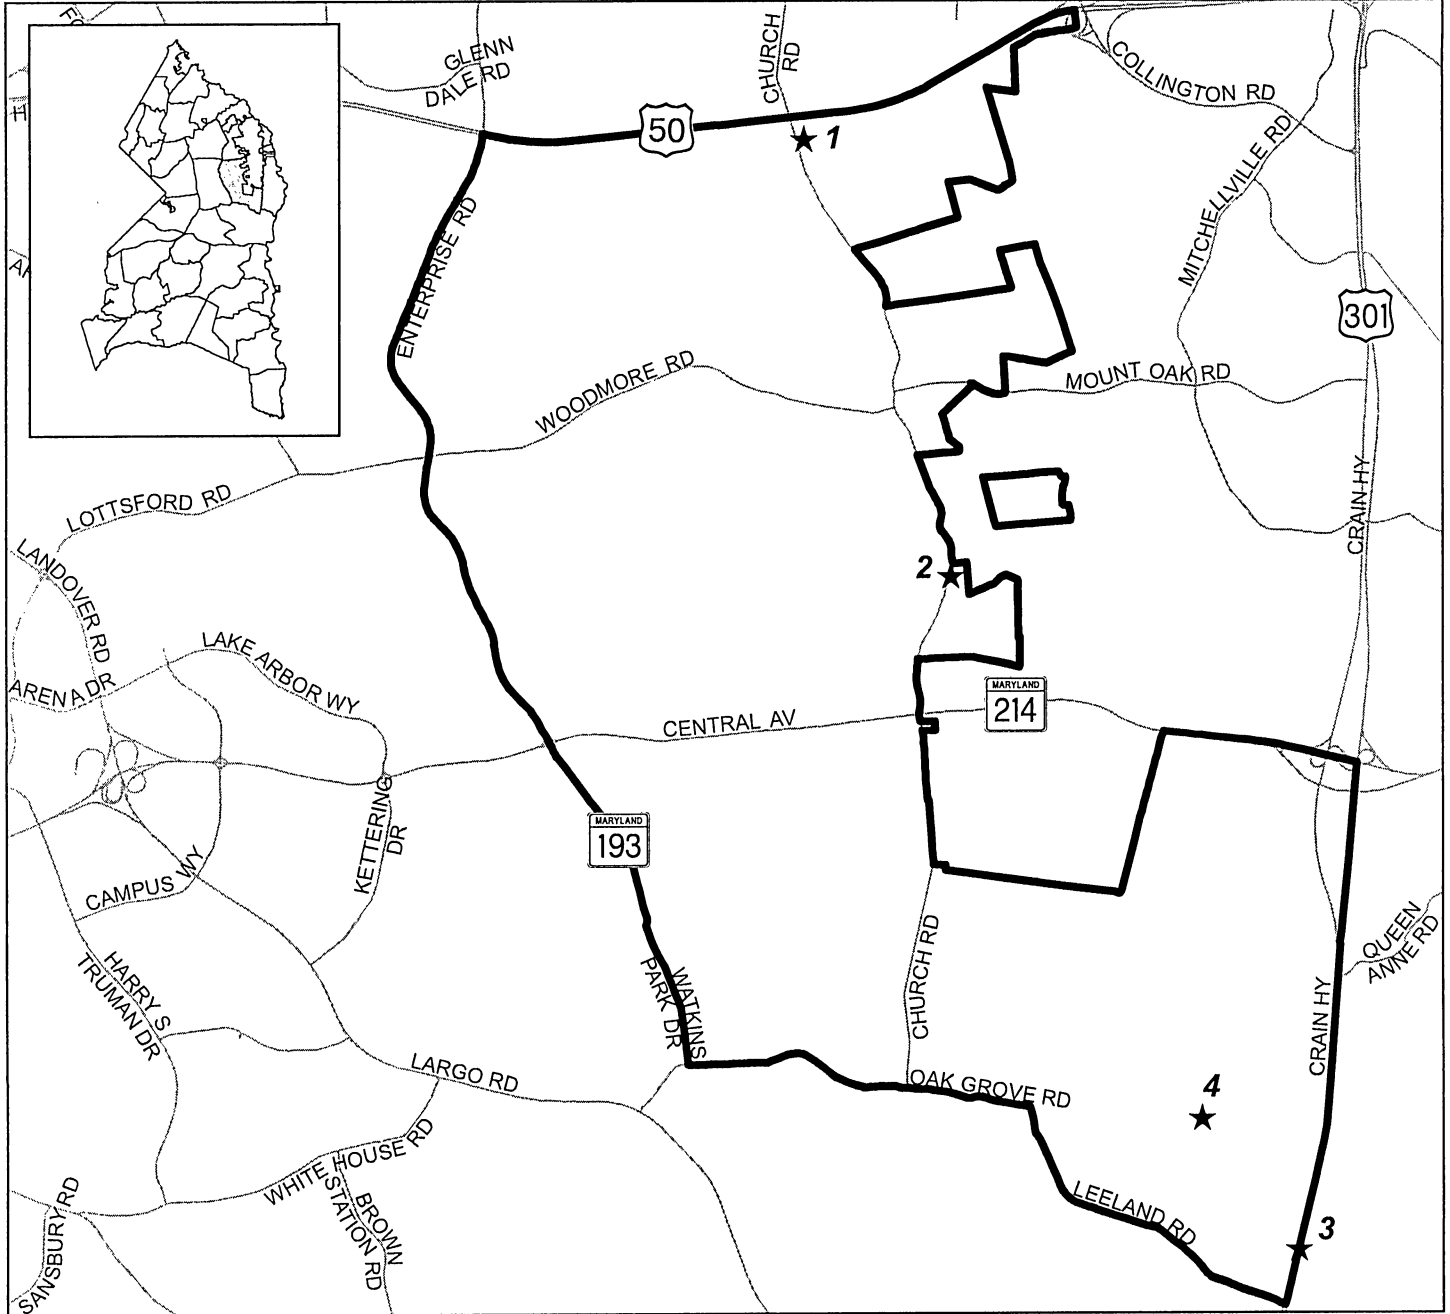 GLENN
DALE RD
CHURCH
RD
COLLINGTON RD
50
1
MITCHELLVILLE RD
H
ENTERPRISE RD
301
WOODMORE RD
MOUNT OAK RD
LOTTSFORD RD
CRAIN HY
LANDOVER RD
2
LAKE ARBOR WY
ARENA DR
MARYLAND
214
CENTRAL AV
MARYLAND
193
KETTERING
DR
CAMPUS WY
QUEEN
ANNE RD
CHURCH RD
HARRY S
TRUMAN DR
WATKINS
PARK DR
CRAIN HY
LARGO RD
OAK GROVE RD
4
WHITE HOUSE RD
LEELAND RD
BROWN
STATION RD
3
SANSBURY RD